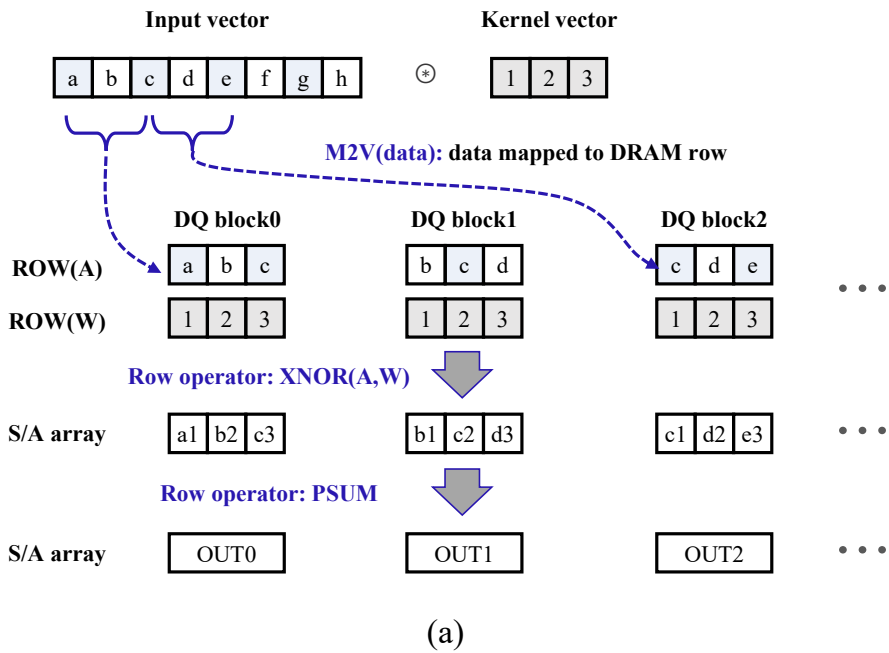 Input vector Kernel vector
a b c d e f g h ⊛ 1 2 3
M2V(data): data mapped to DRAM row
DQ block0 DQ block1 DQ block2
ROW(A) a b c b c d c d e • • •
ROW(W) 1 2 3 1 2 3 1 2 3
Row operator: XNOR(A,W)
S/A array a1 b2 c3 b1 c2 d3 c1 d2 e3 • • •
Row operator: PSUM
S/A array OUT0 OUT1 OUT2 • • •
(a)